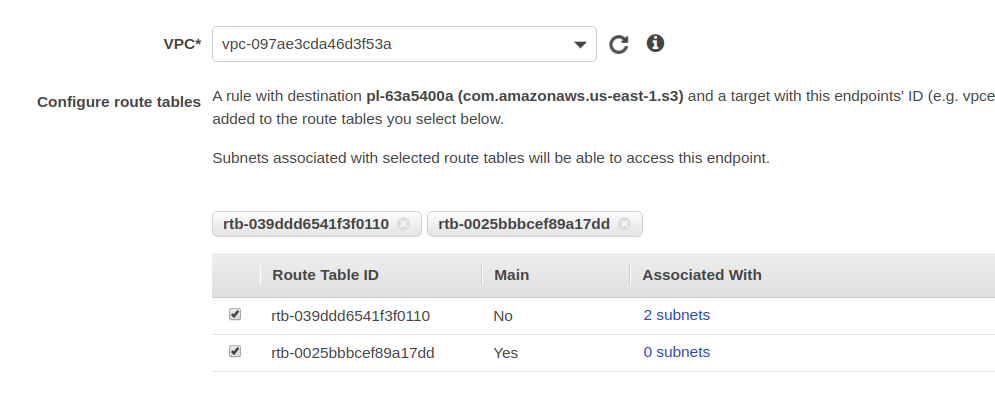 VPC* vpc-097ae3cda46d3f53a
Configure route tables A rule with destination pl-63a5400a (com.amazonaws.us-east-1.s3) and a target with this endpoints' ID (e.g. vpce
added to the route tables you select below.
Subnets associated with selected route tables will be able to access this endpoint.
rtb-039ddd6541f3f0110 rtb-0025bbbcef89a17dd
Route Table ID Main Associated With
rtb-039ddd6541f3f0110 No 2 subnets
rtb-0025bbbcef89a17dd Yes 0 subnets